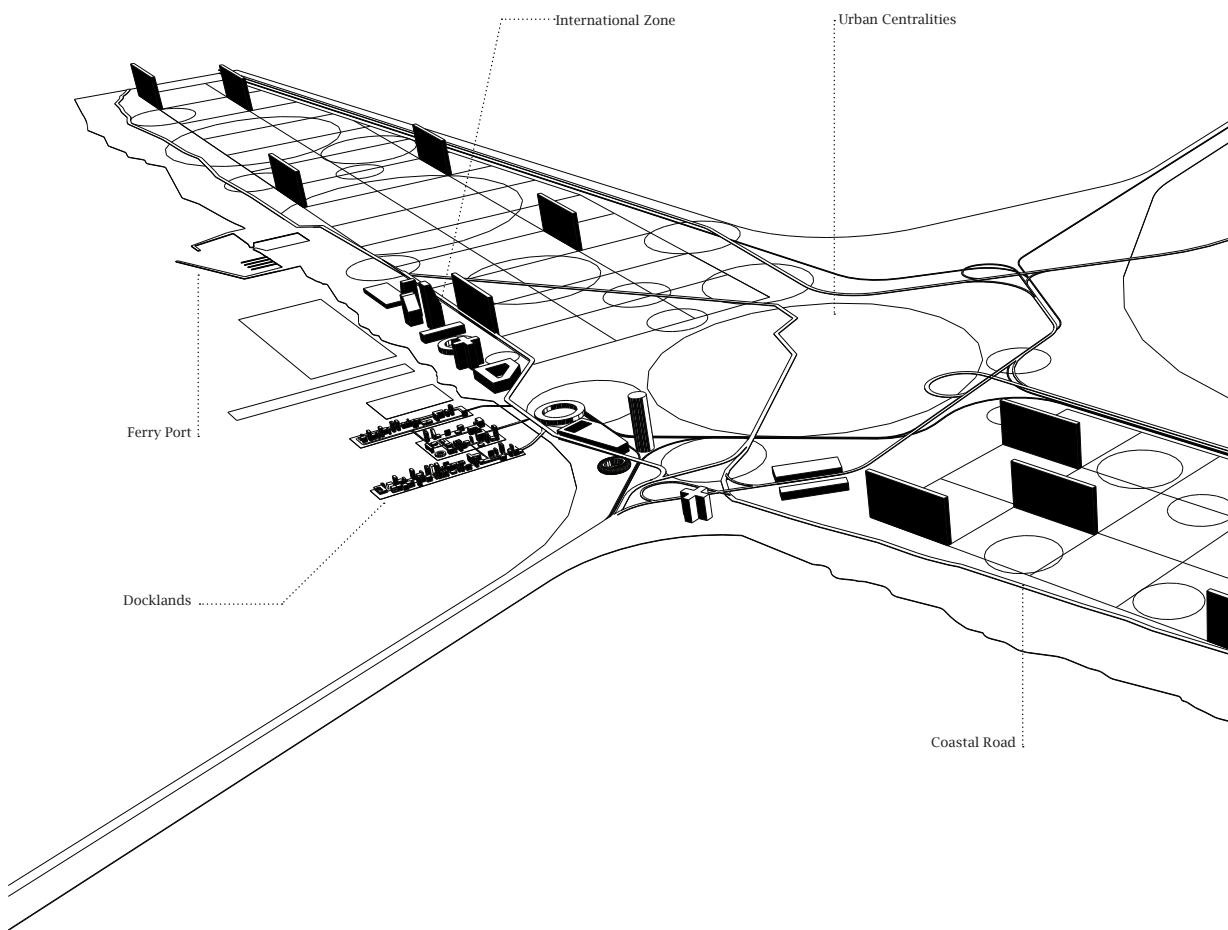 International Zone
Urban Centralities
Ferry Port
Docklands
Coastal Road